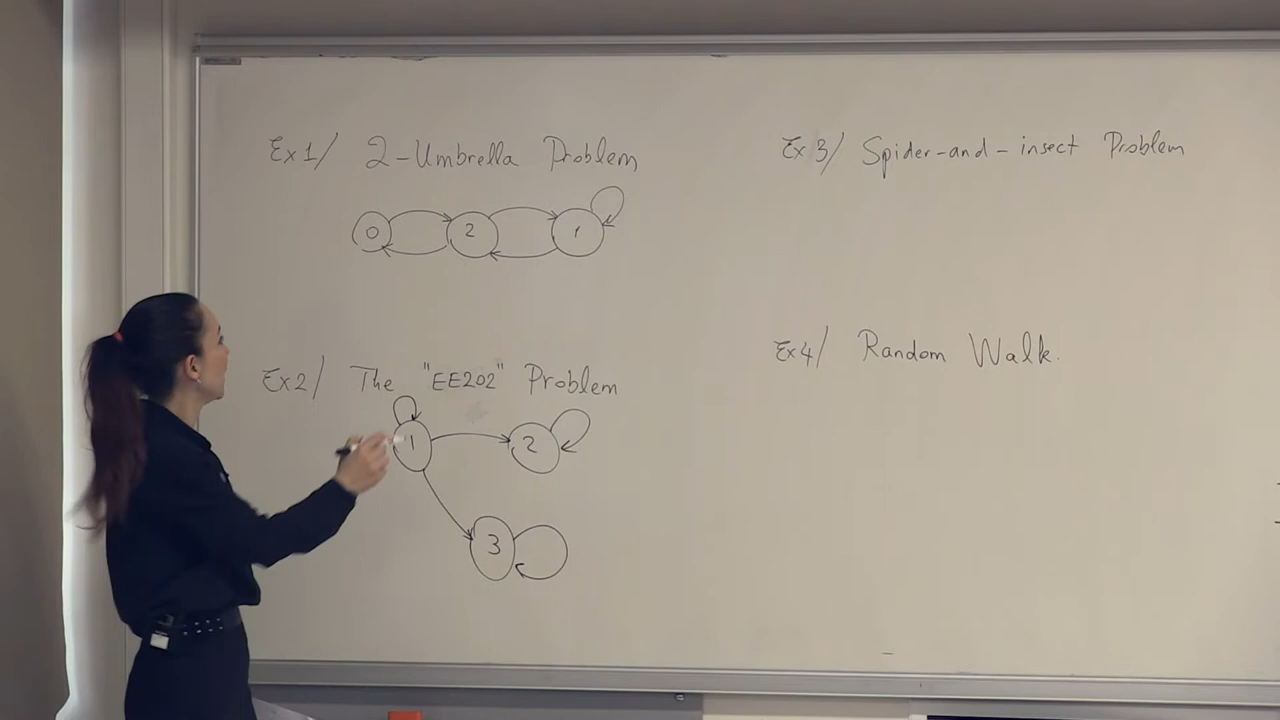 Ex1/ 2-Umbrella Problem
0 2 1
Ex2/ The "EE202" Problem
1 2
3
Ex3/ Spider-and-insect Problem
Ex4/ Random Walk.